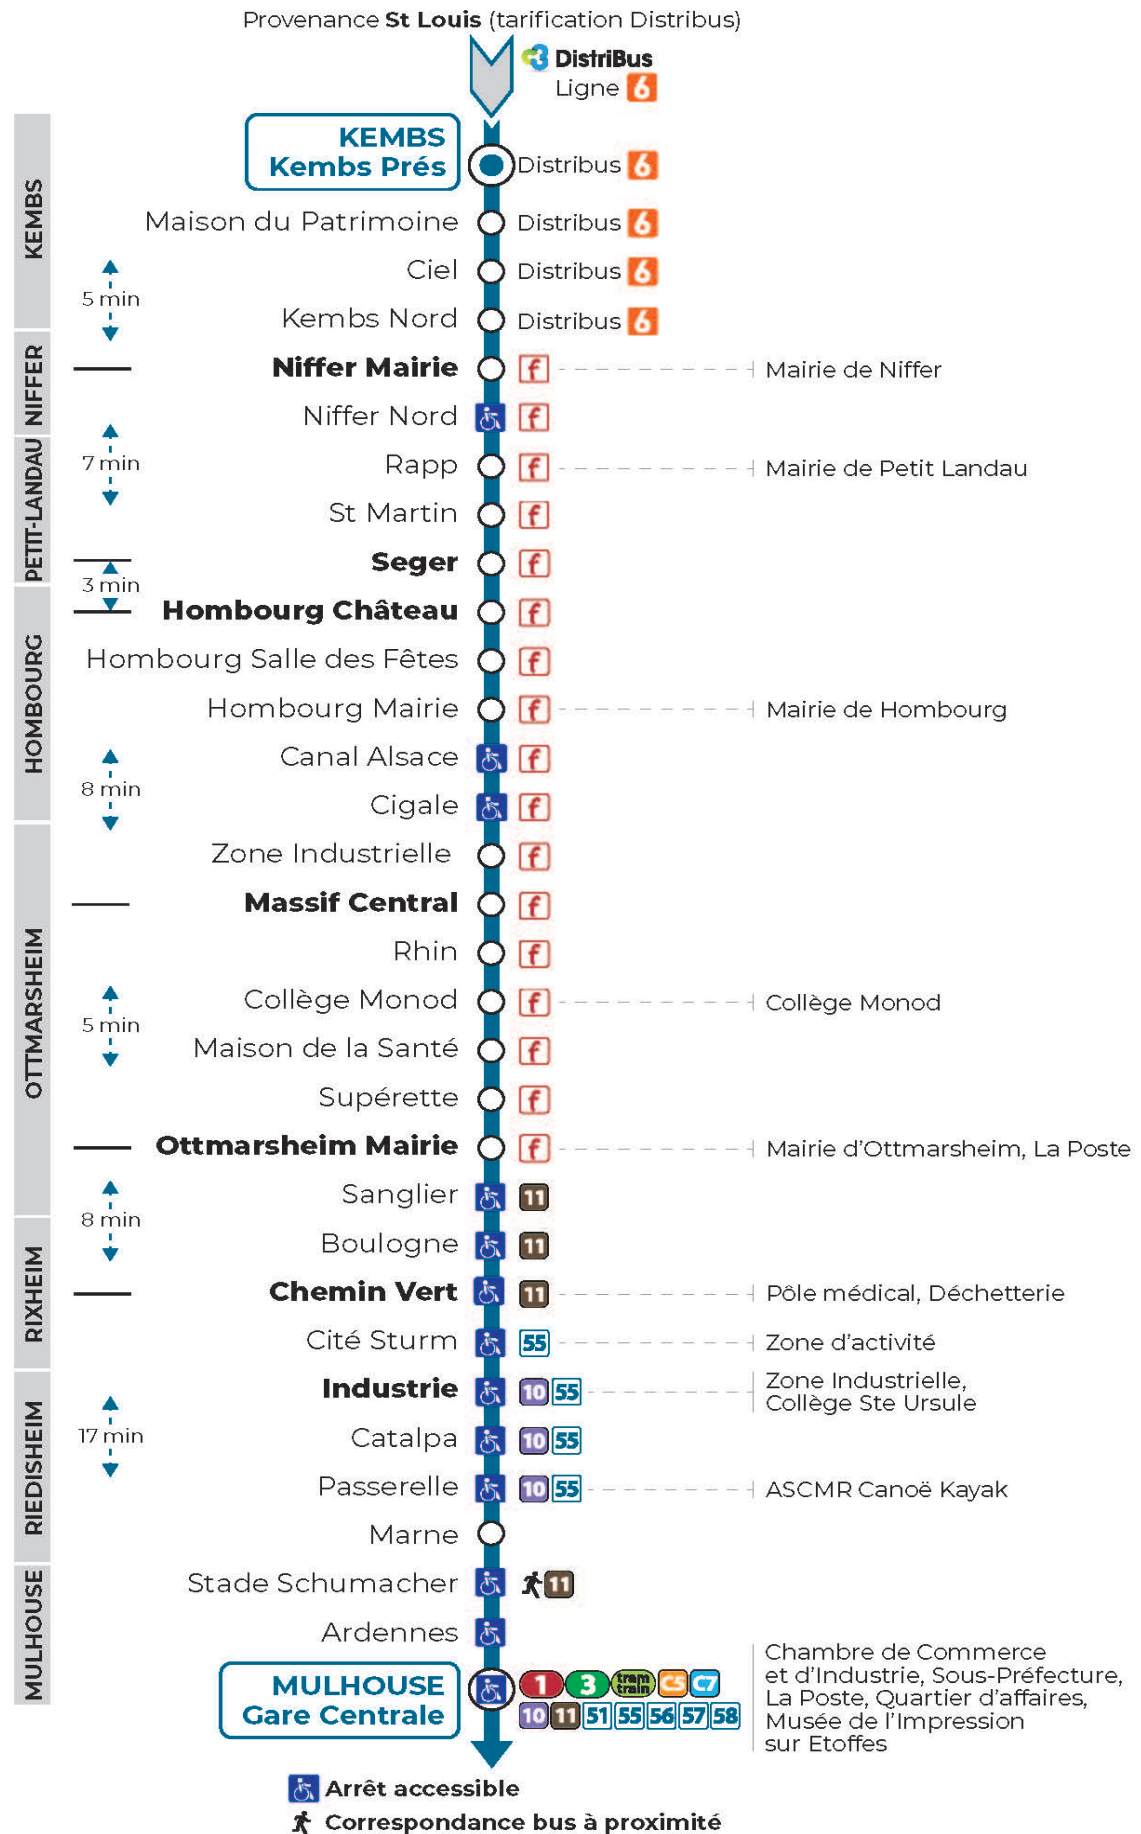 Provenance St Louis (tarification Distribus)
DistriBus
Ligne 6
KEMBS
KEMBS
Kembs Prés
Distribus 6
Maison du Patrimoine Distribus 6
Ciel Distribus 6
5 min
Kembs Nord Distribus 6
NIFFER
Niffer Mairie f Mairie de Niffer
Niffer Nord f
PETIT-LANDAU
7 min
Rapp f Mairie de Petit Landau
St Martin f
Seger f
3 min
HOMBOURG
Hombourg Château f
Hombourg Salle des Fêtes f
Hombourg Mairie f Mairie de Hombourg
Canal Alsace f
8 min
Cigale f
OTTMARSHEIM
Zone Industrielle f
Massif Central f
Rhin f
Collège Monod f Collège Monod
5 min
Maison de la Santé f
Supérette f
Ottmarsheim Mairie f Mairie d'Ottmarsheim, La Poste
Sanglier 11
8 min
RIXHEIM
Boulogne 11
Chemin Vert 11 Pôle médical, Déchetterie
Cité Sturm 55 Zone d'activité
RIEDISHEIM
Industrie 10 55 Zone Industrielle,
Collège Ste Ursule
17 min
Catalpa 10 55
Passerelle 10 55 ASCMR Canoë Kayak
Marne
MULHOUSE
Stade Schumacher 11
Ardennes
MULHOUSE
Gare Centrale
1 3 tram train C5 C7
10 11 51 55 56 57 58
Chambre de Commerce
et d'Industrie, Sous-Préfecture,
La Poste, Quartier d'affaires,
Musée de l'Impression
sur Etoffes
Arrêt accessible
Correspondance bus à proximité